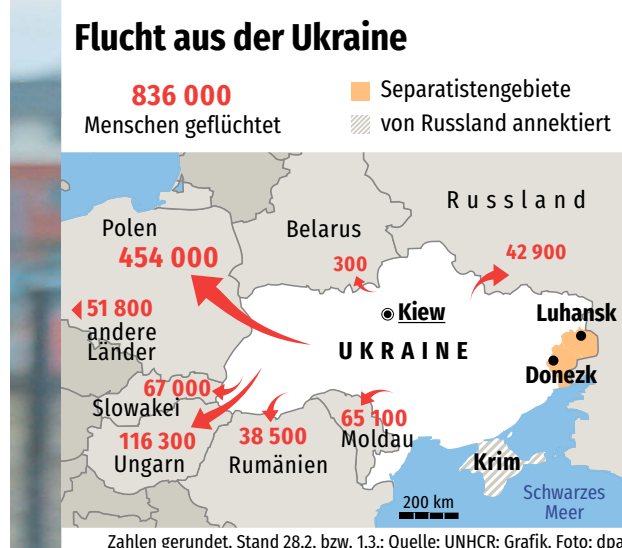 Flucht aus der Ukraine
836 000
Menschen geflüchtet
Separatistengebiete
von Russland annektiert
Russland
Polen
454 000
Belarus
300
42 900
51 800
andere
Länder
Kiew
UKRAINE
Luhansk
Donezk
67 000
Slowakei
116 300
Ungarn
38 500
Rumänien
65 100
Moldau
Krim
200 km
Schwarzes
Meer
Zahlen gerundet, Stand 28.2. bzw. 1.3.; Quelle: UNHCR; Grafik, Foto: dpa